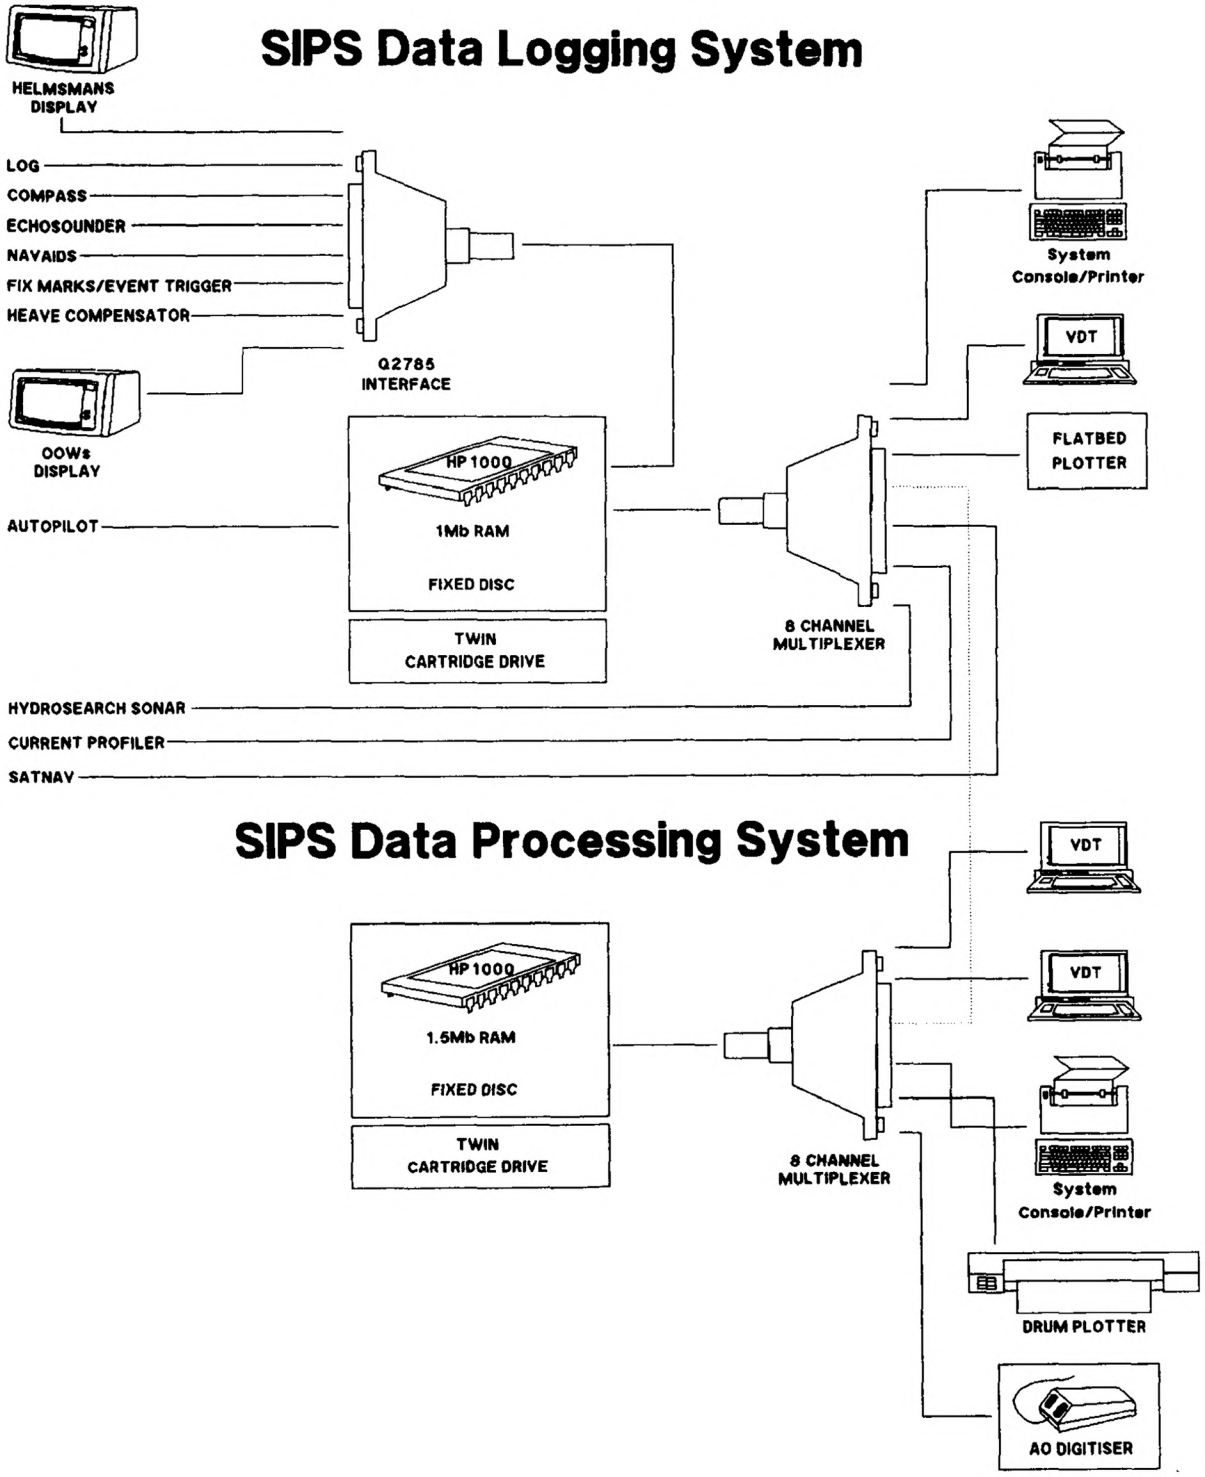 SIPS Data Logging System
HELMSMANS
DISPLAY
LOG
COMPASS
ECHOSOUNDER
NAVAIDS
FIX MARKS/EVENT TRIGGER
HEAVE COMPENSATOR
Q2785
INTERFACE
OOWs
DISPLAY
AUTOPILOT
HP 1000
1Mb RAM
FIXED DISC
TWIN
CARTRIDGE DRIVE
8 CHANNEL
MULTIPLEXER
System
Console/Printer
VDT
FLATBED
PLOTTER
HYDROSEARCH SONAR
CURRENT PROFILER
SATNAV
SIPS Data Processing System
HP 1000
1.5Mb RAM
FIXED DISC
TWIN
CARTRIDGE DRIVE
8 CHANNEL
MULTIPLEXER
VDT
VDT
System
Console/Printer
DRUM PLOTTER
AO DIGITISER